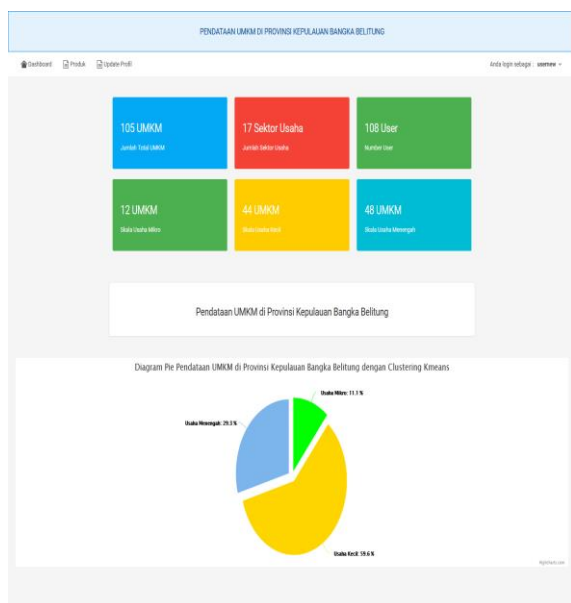 PENDATAAN UMKM DI PROVINSI KEPULAUAN BANGKA BELITUNG
Dashboard Produk Update Profil Anda login sebagai : usernew
105 UMKM
Jumlah Total UMKM
17 Sektor Usaha
Jumlah Sektor Usaha
108 User
Number User
12 UMKM
Skala Usaha Mikro
44 UMKM
Skala Usaha Kecil
48 UMKM
Skala Usaha Menengah
Pendataan UMKM di Provinsi Kepulauan Bangka Belitung
Diagram Pie Pendataan UMKM di Provinsi Kepulauan Bangka Belitung dengan Clustering Kmeans
Usaha Mikro: 11.1 %
Usaha Menengah: 29.3 %
Usaha Kecil: 59.6 %
Highcharts.com